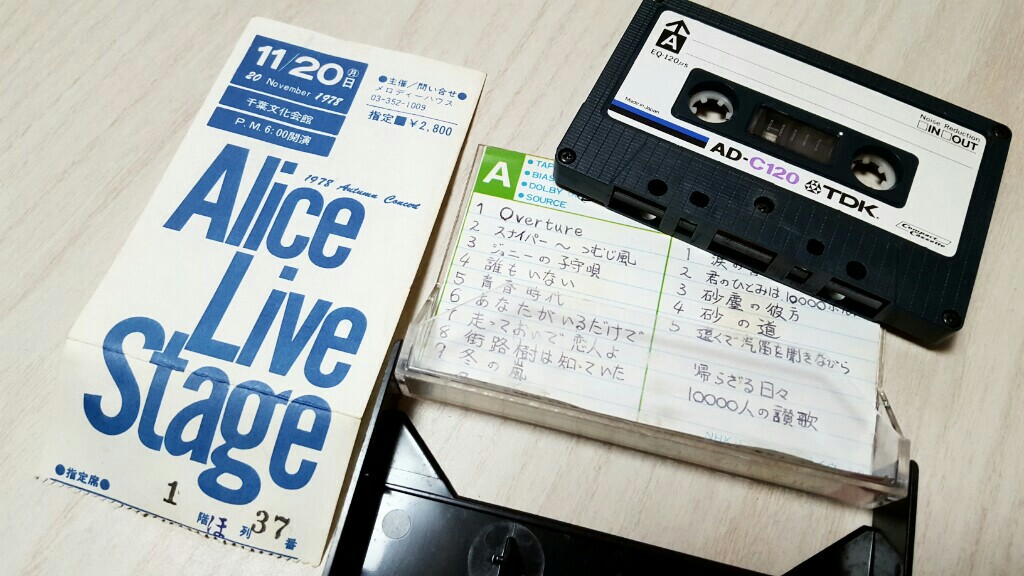 11/20(月)日
20 November 1978
千葉文化会館
P.M.6:00開演
●主催/問い合せ●
メロディーハウス
03-352-1009
指定■￥2,800
1978 Autumn Concert
Alice
Live
Stage
●指定席●
1階ほ列37番
A
EQ-120μs
Made in Japan
Noise Reduction
□IN□OUT
AD-C120 TDK
Compact Cassette
A
●TAP
●BIAS
●DOLBY
●SOURCE
1 Overture
2 スナイパー〜つむじ風
3 ジョニーの子守唄
4 誰もいない
5 青春時代
6 あなたがいるだけで
7 走っておいで恋人よ
8 街路樹は知っていた
9 冬の嵐
1 涙の
2 君のひとみは10000ボルト
3 砂塵の彼方
4 砂の道
5 遠くで汽笛を聞きながら
帰らざる日々
10000人の讃歌